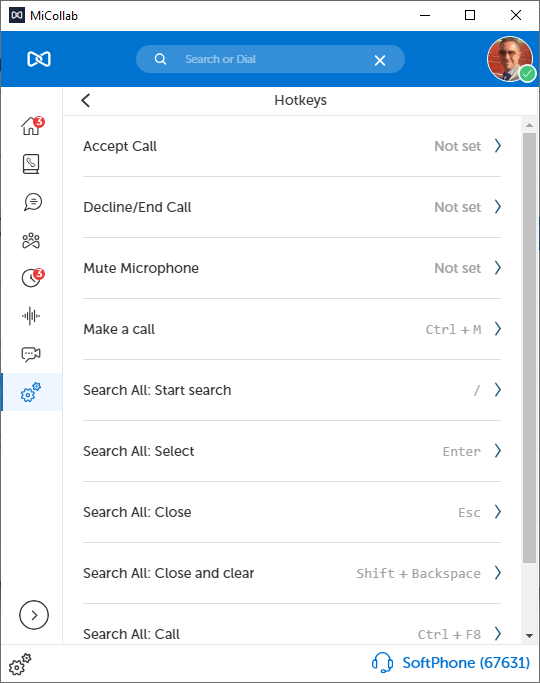 MiCollab
Search or Dial
Hotkeys
3
Accept Call Not set
Decline/End Call Not set
Mute Microphone Not set
3
Make a call Ctrl + M
Search All: Start search /
Search All: Select Enter
Search All: Close Esc
Search All: Close and clear Shift + Backspace
Search All: Call Ctrl + F8
SoftPhone (67631)